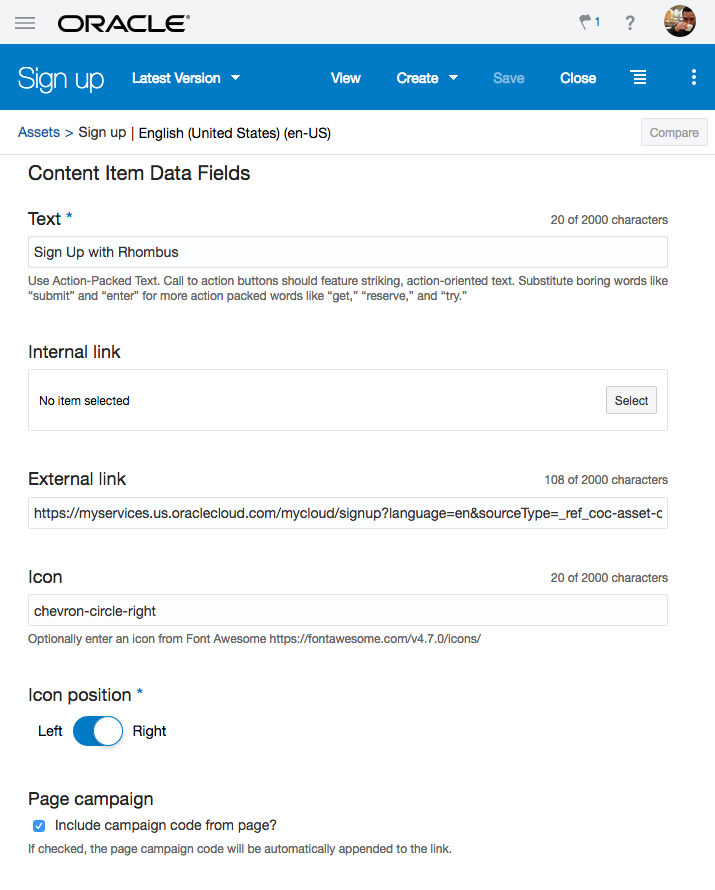 ORACLE®
1
?
Sign up Latest Version View Create Save Close
Assets > Sign up | English (United States) (en-US) Compare
Content Item Data Fields
Text * 20 of 2000 characters
Sign Up with Rhombus
Use Action-Packed Text. Call to action buttons should feature striking, action-oriented text. Substitute boring words like
“submit” and “enter” for more action packed words like “get,” “reserve,” and “try.”
Internal link
No item selected Select
External link 108 of 2000 characters
https://myservices.us.oraclecloud.com/mycloud/signup?language=en&sourceType=_ref_coc-asset-c
Icon 20 of 2000 characters
chevron-circle-right
Optionally enter an icon from Font Awesome https://fontawesome.com/v4.7.0/icons/
Icon position *
Left Right
Page campaign
Include campaign code from page?
If checked, the page campaign code will be automatically appended to the link.